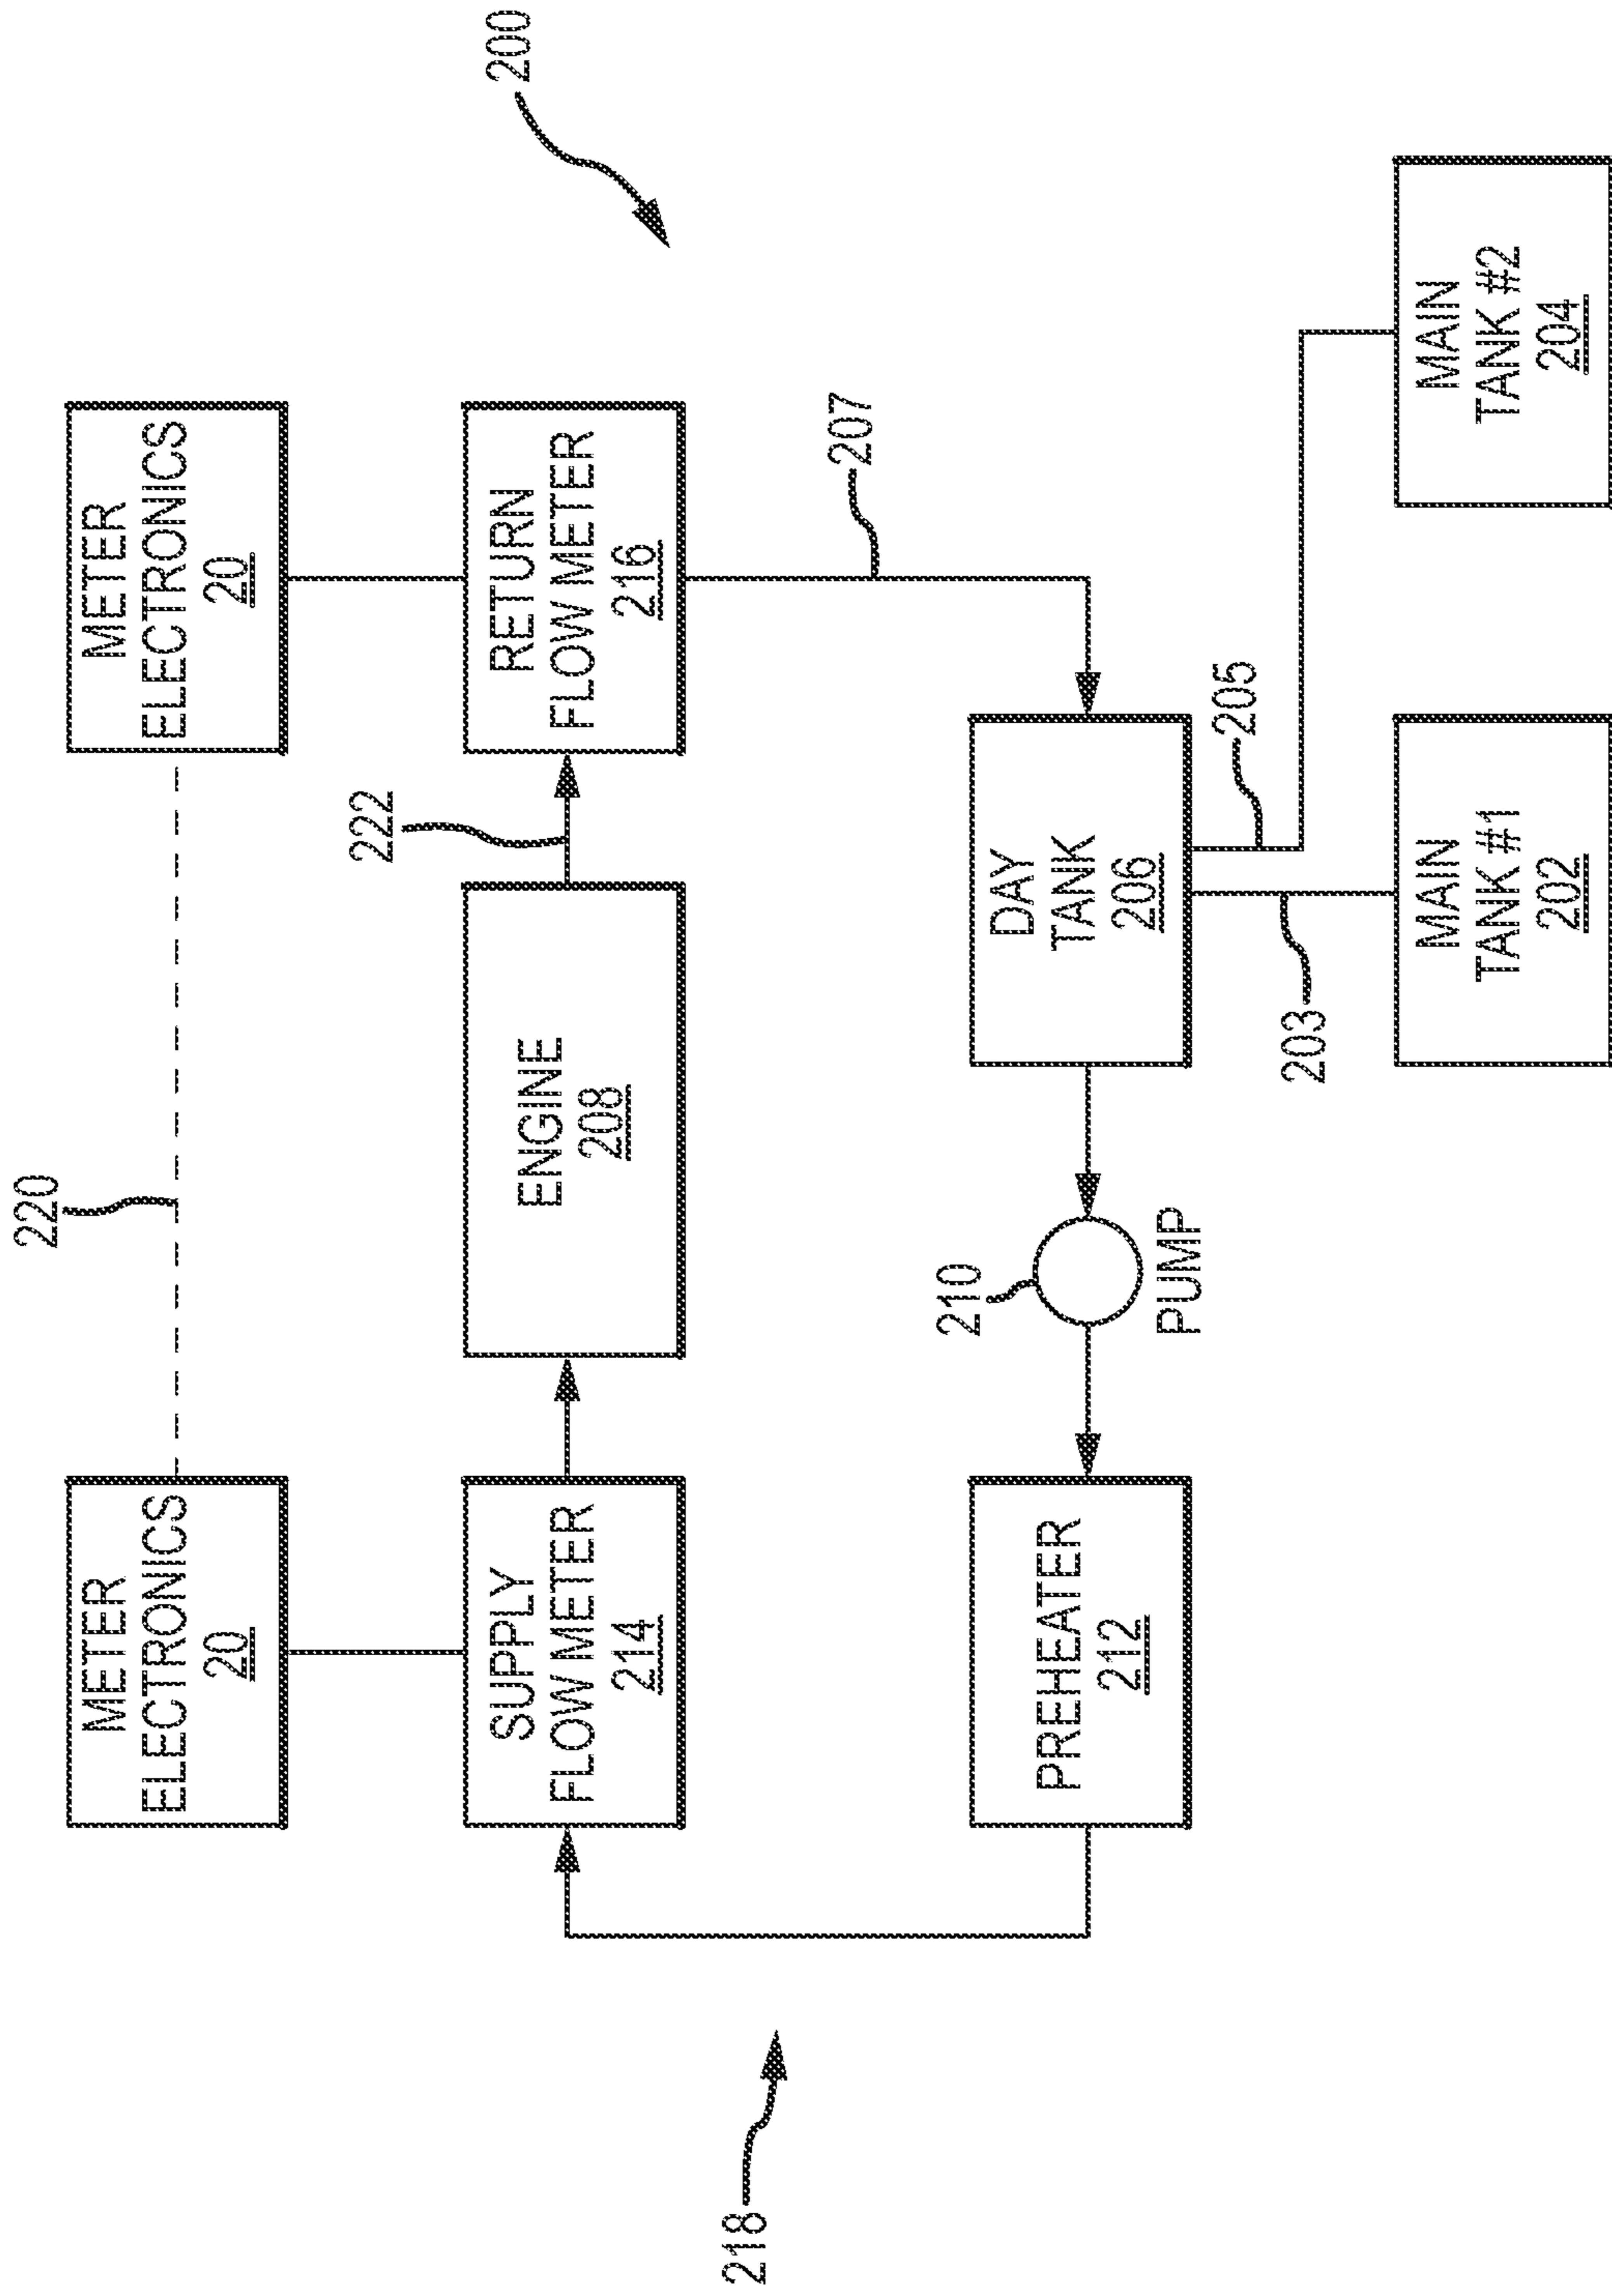 220
METER
ELECTRONICS
20
METER
ELECTRONICS
20
200
222
SUPPLY
FLOW METER
214
ENGINE
208
RETURN
FLOW METER
216
218
207
210
PUMP
PREHEATER
212
DAY
TANK
206
205
203
MAIN
TANK #1
202
MAIN
TANK #2
204